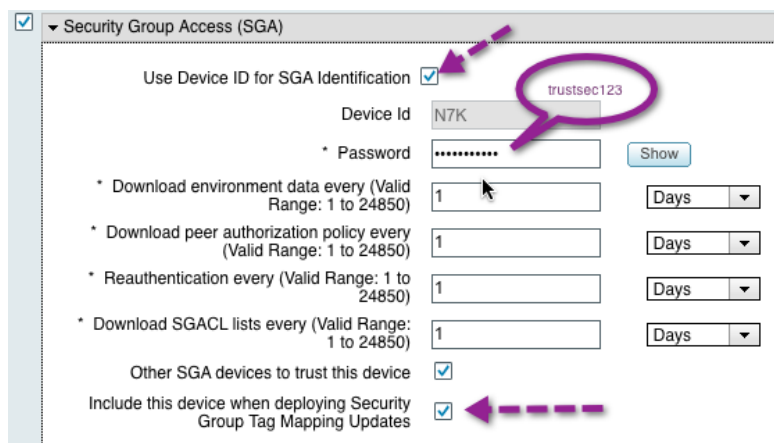 Security Group Access (SGA)
Use Device ID for SGA Identification
trustsec123
Device Id N7K
* Password ••••••••••• Show
* Download environment data every (Valid
Range: 1 to 24850) 1 Days
* Download peer authorization policy every
(Valid Range: 1 to 24850) 1 Days
* Reauthentication every (Valid Range: 1 to
24850) 1 Days
* Download SGACL lists every (Valid Range:
1 to 24850) 1 Days
Other SGA devices to trust this device
Include this device when deploying Security
Group Tag Mapping Updates